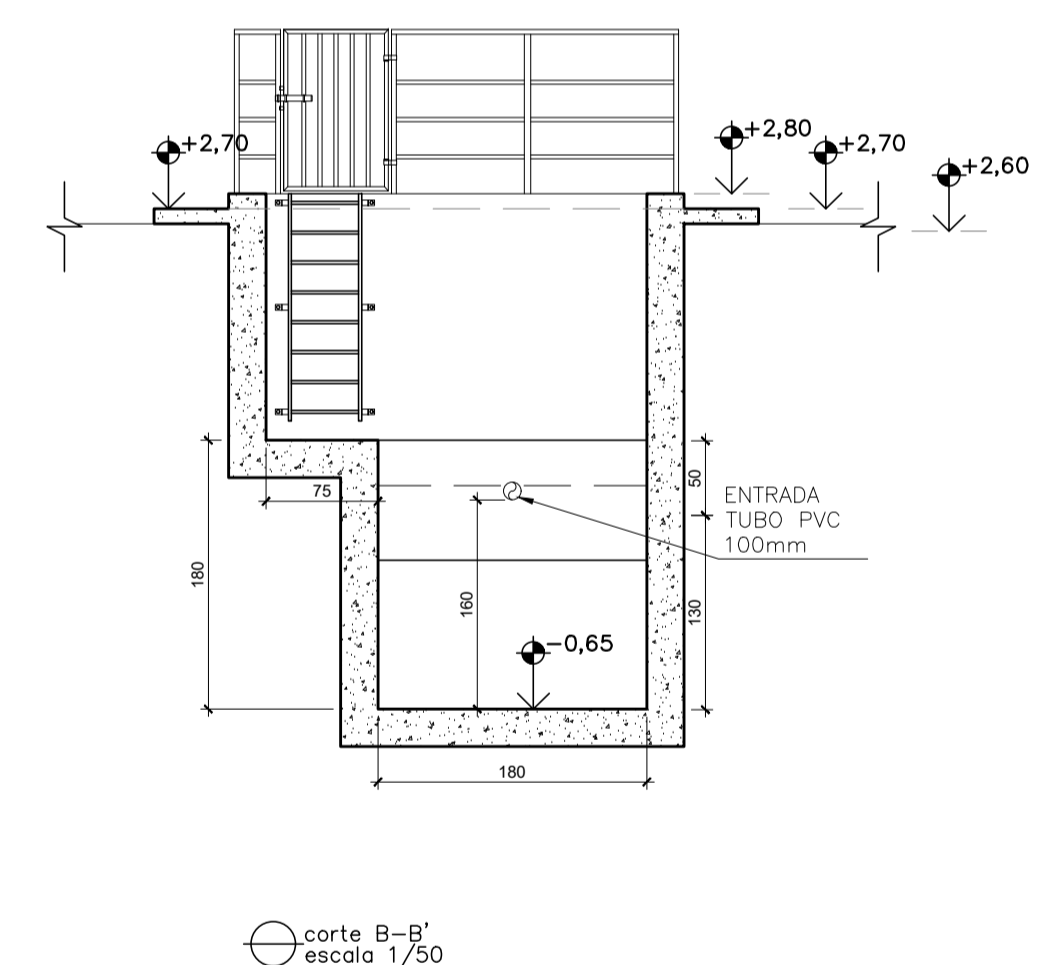 +2,70
+2,80
+2,70
+2,60
75
50
ENTRADA
TUBO PVC
100mm
180
160
130
-0,65
180
corte B-B'
escala 1/50